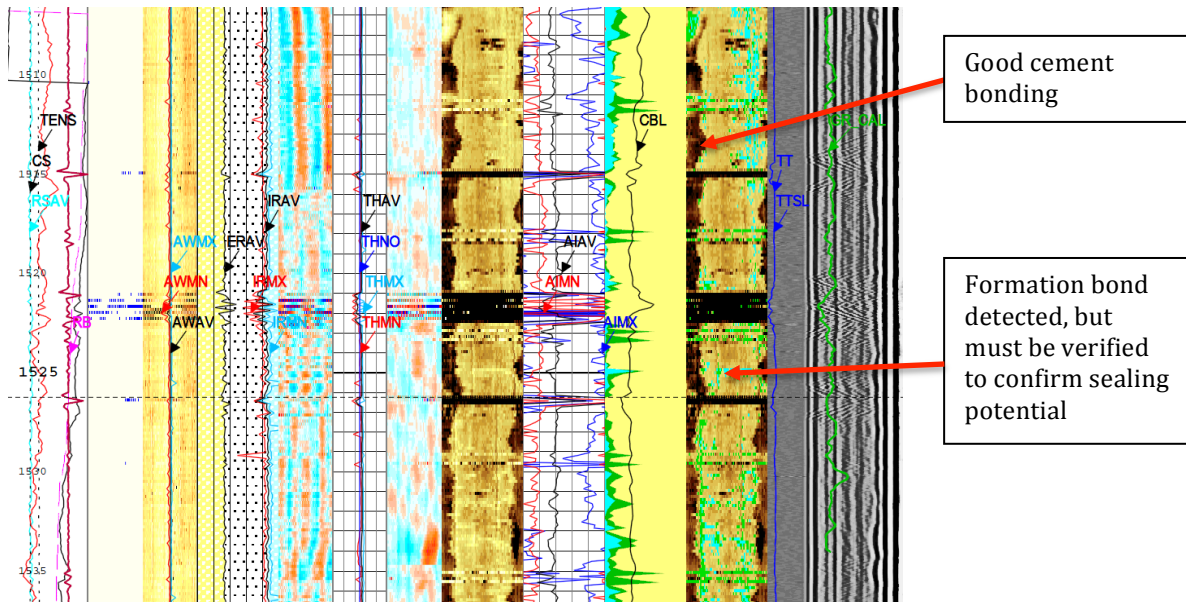 1510
TENS
CS
1515
RSAV
1520
RB
1525
1530
1535
AWMX
AWMN
AWAV
ERAV
IRAV
IRMX
IRMN
THAV
THNO
THMX
THMN
AIAV
AIMN
AIMX
CBL
TT
TTSL
Good cement
bonding
Formation bond
detected, but
must be verified
to confirm sealing
potential